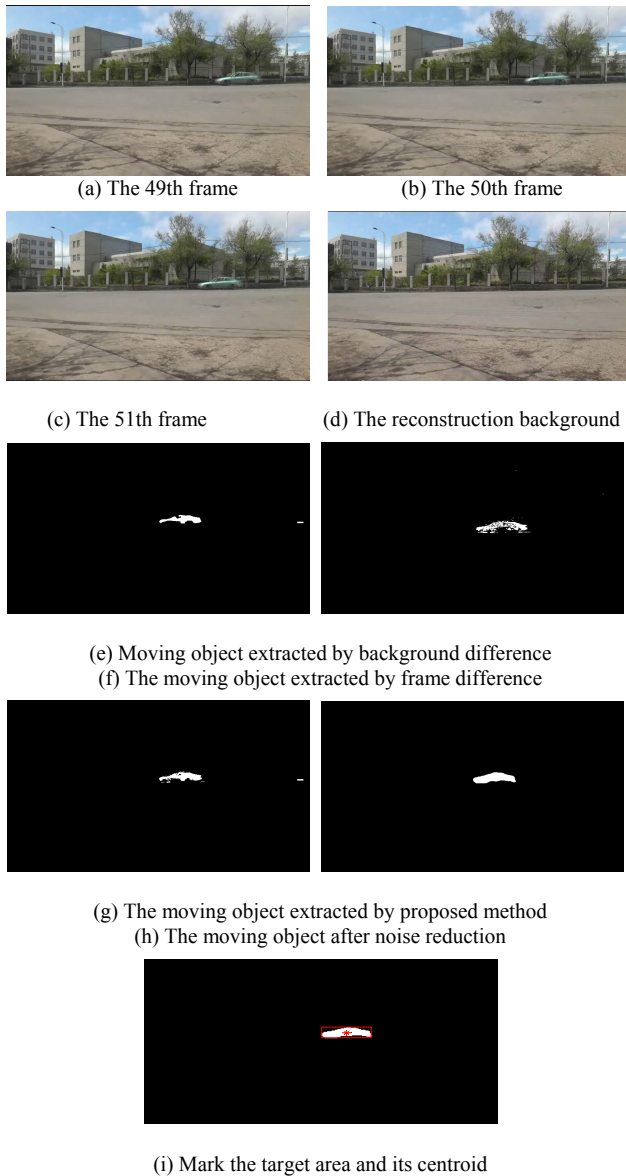 (a) The 49th frame
(b) The 50th frame
(c) The 51th frame
(d) The reconstruction background
(e) Moving object extracted by background difference
(f) The moving object extracted by frame difference
(g) The moving object extracted by proposed method
(h) The moving object after noise reduction
(i) Mark the target area and its centroid